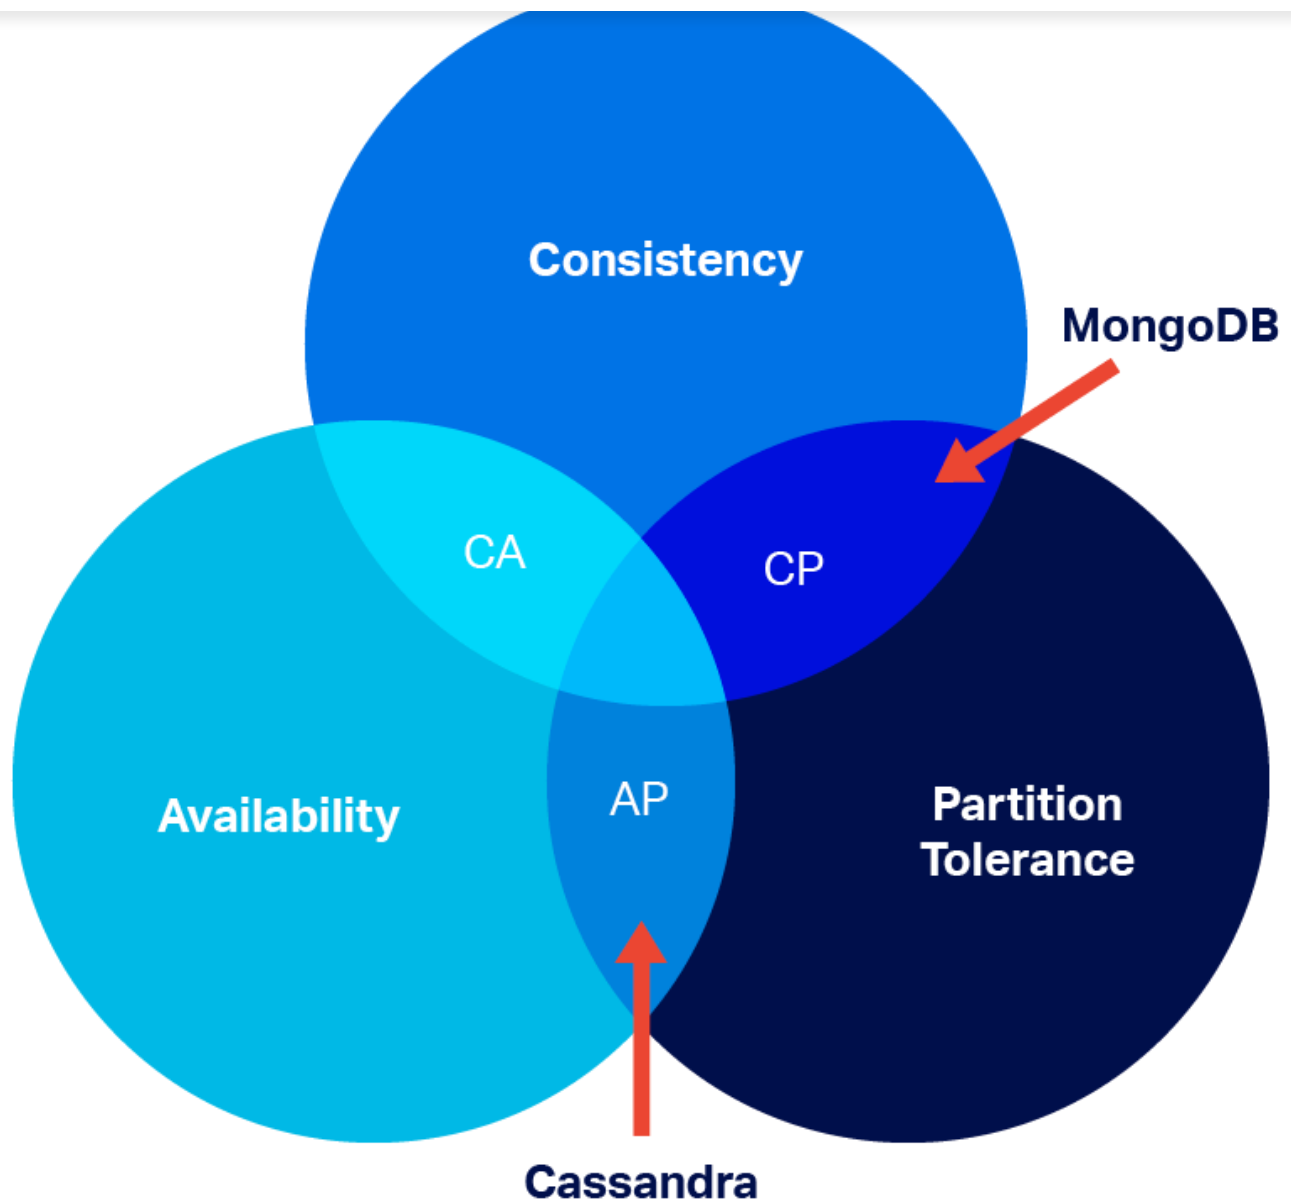 Consistency
MongoDB
CA
CP
AP
Availability
Partition
Tolerance
Cassandra